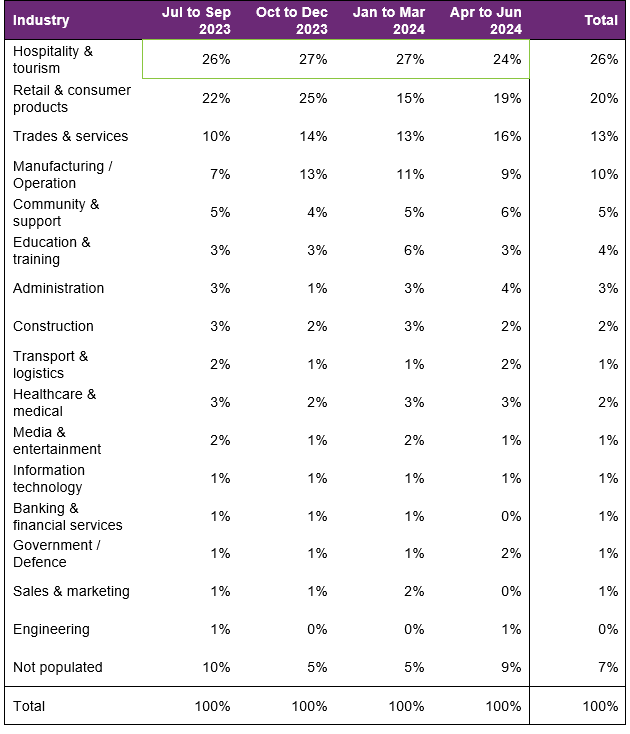 Industry Jul to Sep 2023 Oct to Dec 2023 Jan to Mar 2024 Apr to Jun 2024 Total
Hospitality & tourism 26% 27% 27% 24% 26%
Retail & consumer products 22% 25% 15% 19% 20%
Trades & services 10% 14% 13% 16% 13%
Manufacturing / Operation 7% 13% 11% 9% 10%
Community & support 5% 4% 5% 6% 5%
Education & training 3% 3% 6% 3% 4%
Administration 3% 1% 3% 4% 3%
Construction 3% 2% 3% 2% 2%
Transport & logistics 2% 1% 1% 2% 1%
Healthcare & medical 3% 2% 3% 3% 2%
Media & entertainment 2% 1% 2% 1% 1%
Information technology 1% 1% 1% 1% 1%
Banking & financial services 1% 1% 1% 0% 1%
Government / Defence 1% 1% 1% 2% 1%
Sales & marketing 1% 1% 2% 0% 1%
Engineering 1% 0% 0% 1% 0%
Not populated 10% 5% 5% 9% 7%
Total 100% 100% 100% 100% 100%